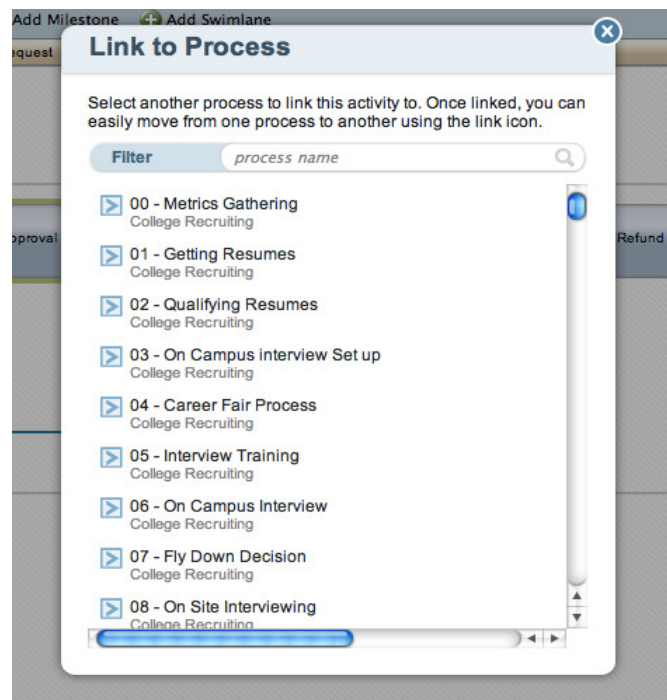 Add Milestone Add Swimlane
equest
Link to Process
Select another process to link this activity to. Once linked, you can
easily move from one process to another using the link icon.
Filter process name
00 - Metrics Gathering
College Recruiting
01 - Getting Resumes
College Recruiting
pproval
Refund
02 - Qualifying Resumes
College Recruiting
03 - On Campus interview Set up
College Recruiting
04 - Career Fair Process
College Recruiting
05 - Interview Training
College Recruiting
06 - On Campus Interview
College Recruiting
07 - Fly Down Decision
College Recruiting
08 - On Site Interviewing
College Recruiting